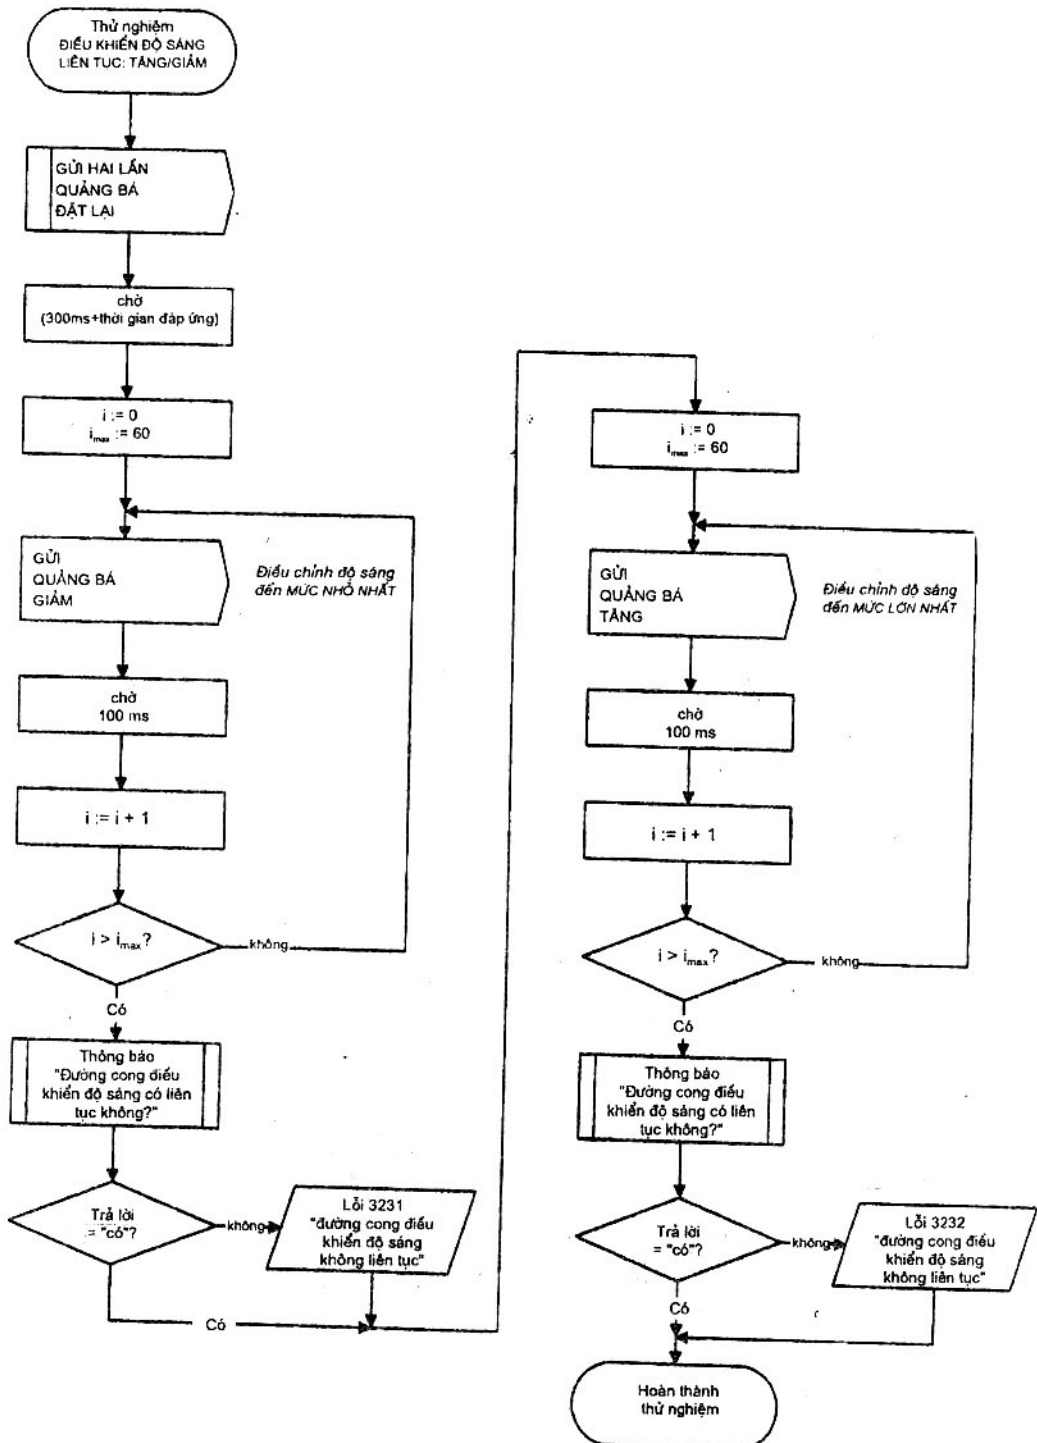 Thử nghiệm
ĐIỀU KHIỂN ĐỘ SÁNG
LIÊN TỤC: TĂNG/GIẢM
GỬI HAI LẦN
QUẢNG BÁ
ĐẶT LẠI
chờ
(300ms+thời gian đáp ứng)
i := 0
imax := 60
GỬI
QUẢNG BÁ
GIẢM
Điều chỉnh độ sáng
đến MỨC NHỎ NHẤT
chờ
100 ms
i := i + 1
i > imax?
không
Có
Thông báo
"Đường cong điều
khiển độ sáng có liên
tục không?"
Trả lời
= "có"?
không
Lỗi 3231
"đường cong điều
khiển độ sáng
không liên tục"
Có
i := 0
imax := 60
GỬI
QUẢNG BÁ
TĂNG
Điều chỉnh độ sáng
đến MỨC LỚN NHẤT
chờ
100 ms
i := i + 1
i > imax?
không
Có
Thông báo
"Đường cong điều
khiển độ sáng có liên
tục không?"
Trả lời
= "có"?
không
Lỗi 3232
"đường cong điều
khiển độ sáng
không liên tục"
Có
Hoàn thành
thử nghiệm